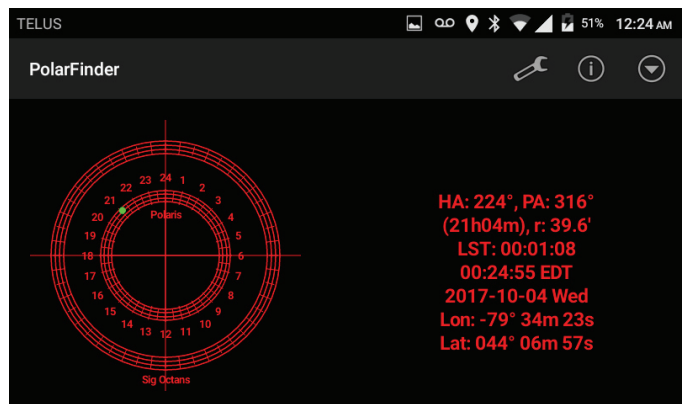 TELUS 51% 12:24 AM
PolarFinder
24
23 1
22 2
21 3
20 4
19 5
18 6
17 7
16 8
15 9
14 10
13 11
12
Polaris
Sig Octans
HA: 224°, PA: 316°
(21h04m), r: 39.6'
LST: 00:01:08
00:24:55 EDT
2017-10-04 Wed
Lon: -79° 34m 23s
Lat: 044° 06m 57s